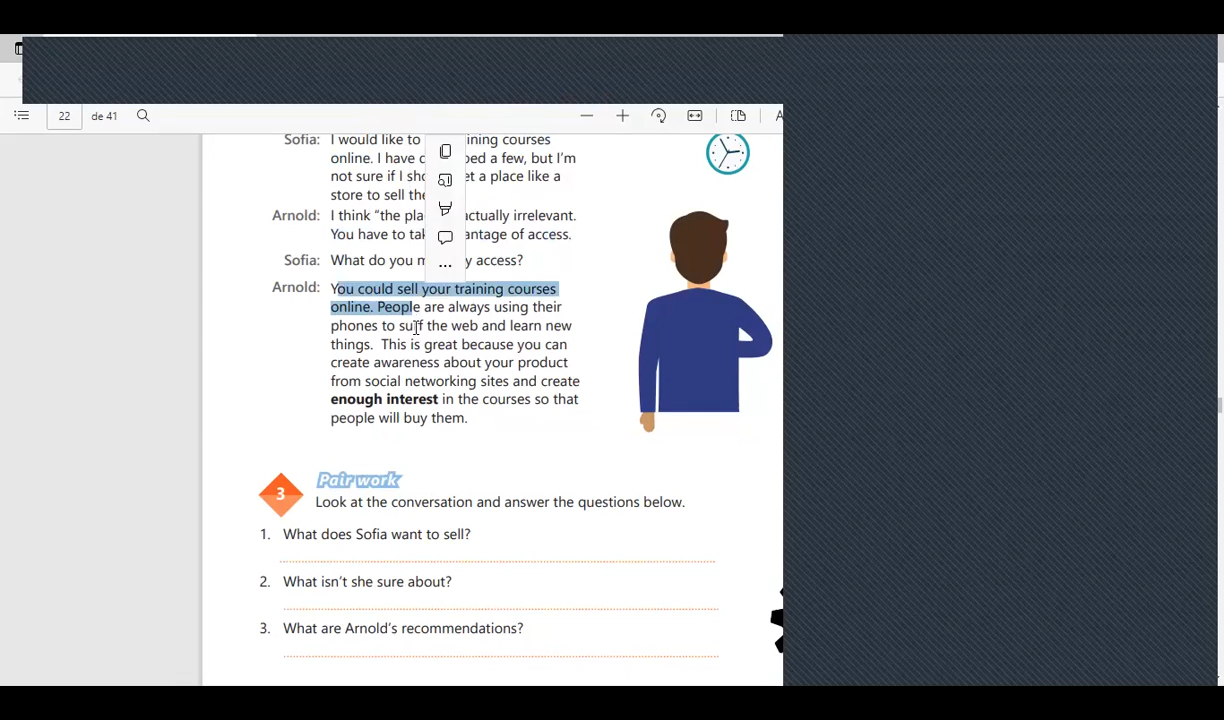 22 de 41
Sofia: I would like to ining courses
online. I have ped a few, but I'm
not sure if I et a place like a
store to sell
Arnold: I think "the actually irrelevant.
You have to antage of access.
Sofia: What do you y access?
Arnold: You could sell your training courses
online. People are always using their
phones to surf the web and learn new
things. This is great because you can
create awareness about your product
from social networking sites and create
enough interest in the courses so that
people will buy them.
3 Pair work
Look at the conversation and answer the questions below.
1. What does Sofia want to sell?
2. What isn't she sure about?
3. What are Arnold's recommendations?